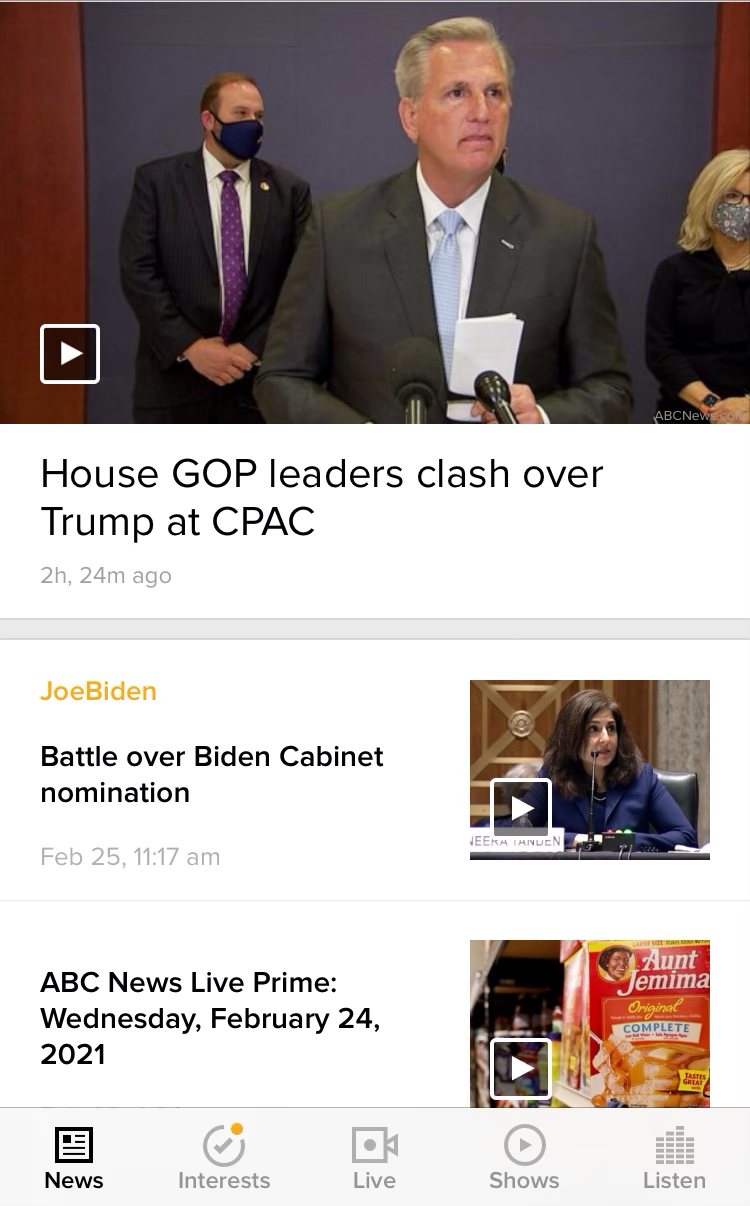 ABCNews.com
House GOP leaders clash over
Trump at CPAC
2h, 24m ago
JoeBiden
Battle over Biden Cabinet
nomination
Feb 25, 11:17 am
NEERA TANDEN
ABC News Live Prime:
Wednesday, February 24,
2021
LARGE SIZE
Aunt
Jemima
Original
COMPLETE
TASTES
GREAT
News
Interests
Live
Shows
Listen